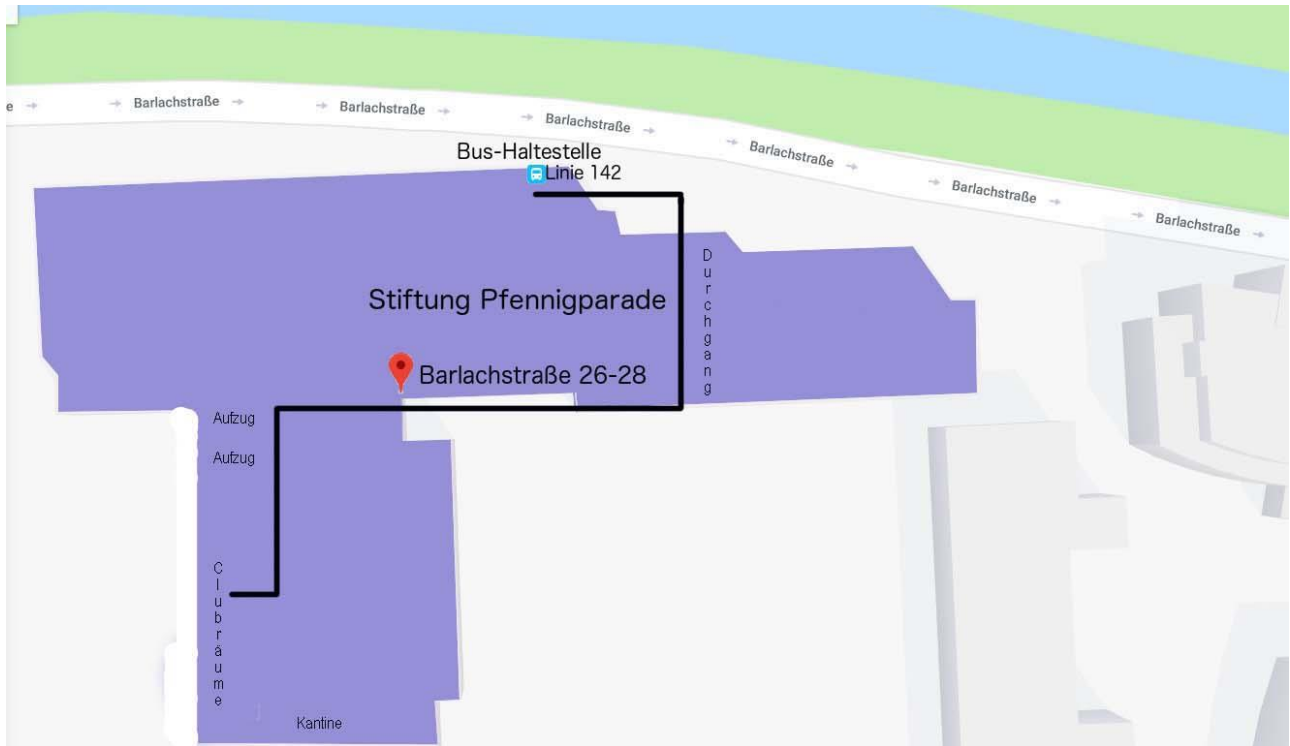 e → → Barlachstraße → → Barlachstraße → → Barlachstraße → → Barlachstraße → → Barlachstraße → → Barlachstraße →
Bus-Haltestelle
Linie 142
Durchgang
Stiftung Pfennigparade
Barlachstraße 26-28
Aufzug
Aufzug
Clubräume
Kantine